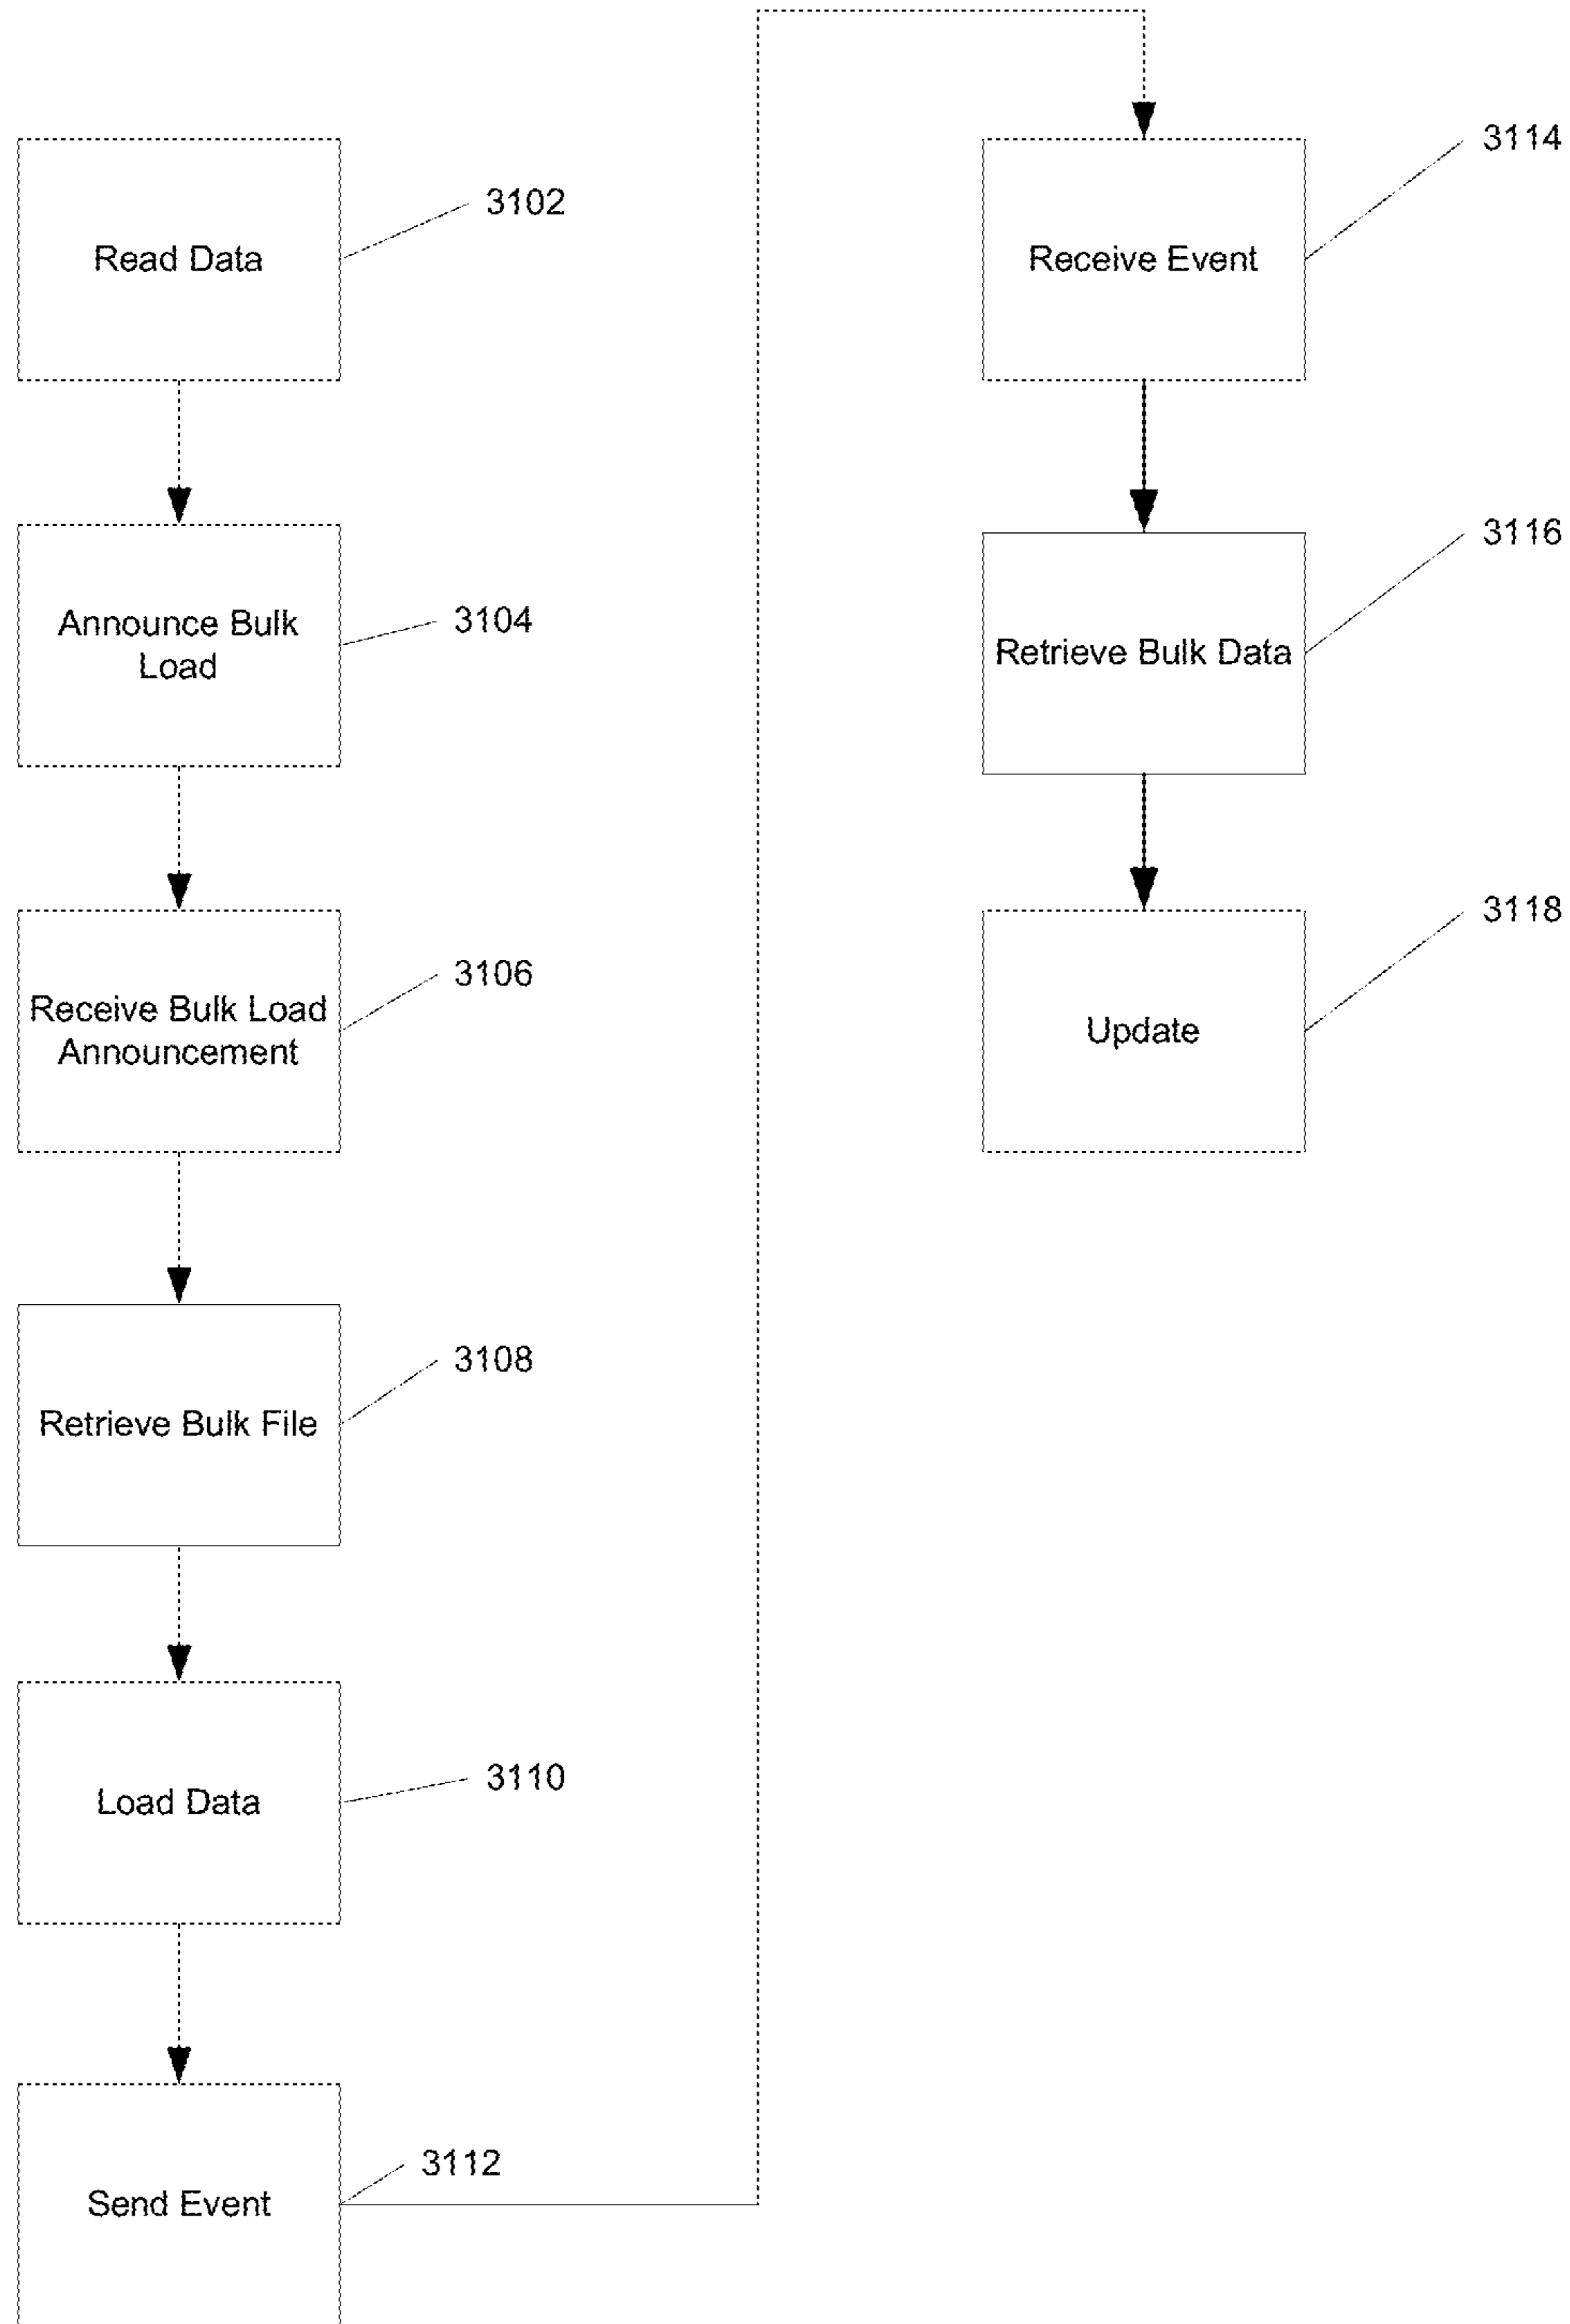 Read Data
3102
Announce Bulk
Load
3104
Receive Bulk Load
Announcement
3106
Retrieve Bulk File
3108
Load Data
3110
Send Event
3112
Receive Event
3114
Retrieve Bulk Data
3116
Update
3118